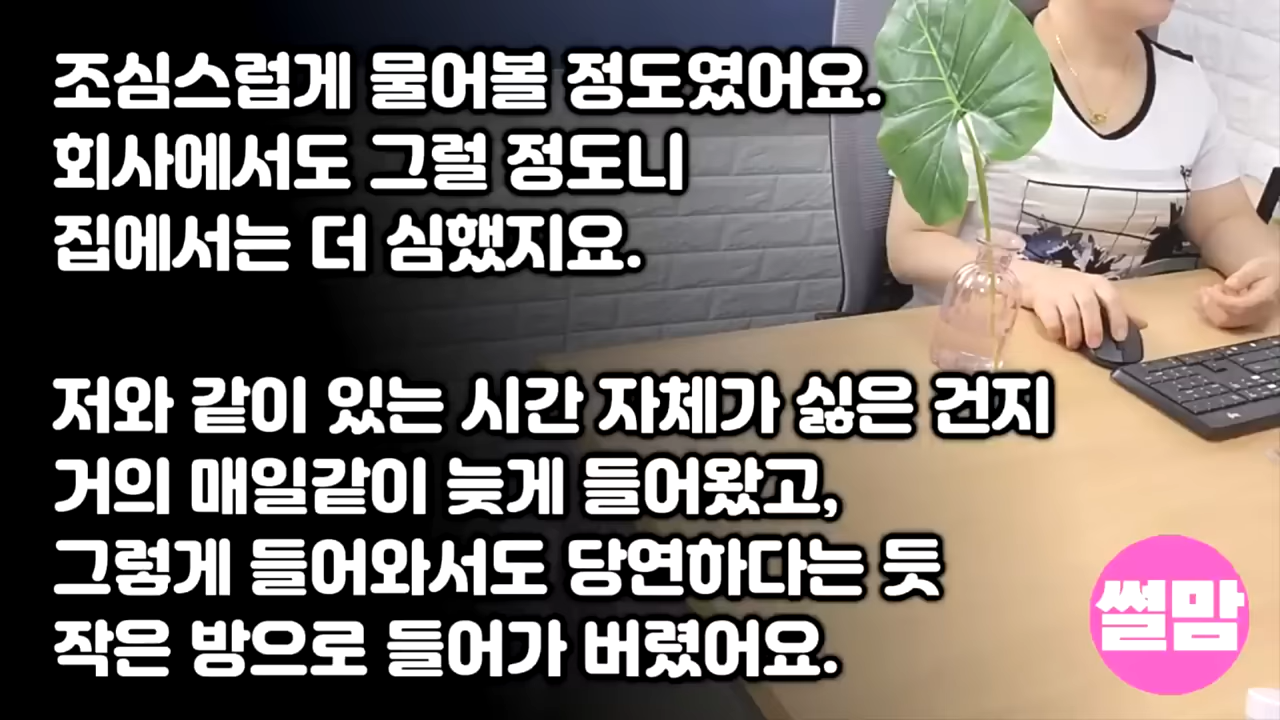 조심스럽게 물어볼 정도였어요.
회사에서도 그럴 정도니
집에서는 더 심했지요.
저와 같이 있는 시간 자체가 싫은 건지
거의 매일같이 늦게 들어왔고,
그렇게 들어와서도 당연하다는 듯
작은 방으로 들어가 버렸어요.
썰맘